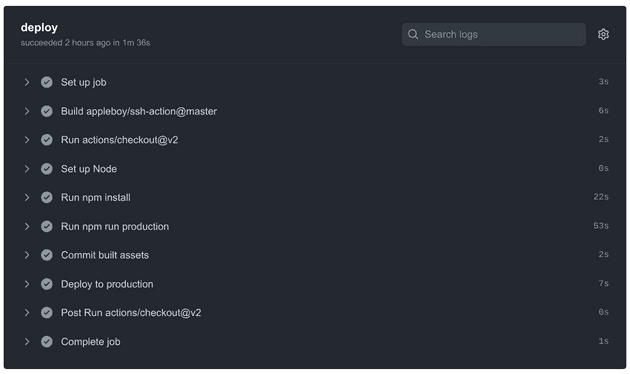 deploy
succeeded 2 hours ago in 1m 36s
Search logs
Set up job 3s
Build appleboy/ssh-action@master 6s
Run actions/checkout@v2 2s
Set up Node 0s
Run npm install 22s
Run npm run production 53s
Commit built assets 2s
Deploy to production 7s
Post Run actions/checkout@v2 0s
Complete job 1s